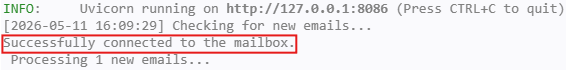 INFO:     Uvicorn running on http://127.0.0.1:8086 (Press CTRL+C to quit)
[2026-05-11 16:09:29] Checking for new emails...
Successfully connected to the mailbox.
 Processing 1 new emails...